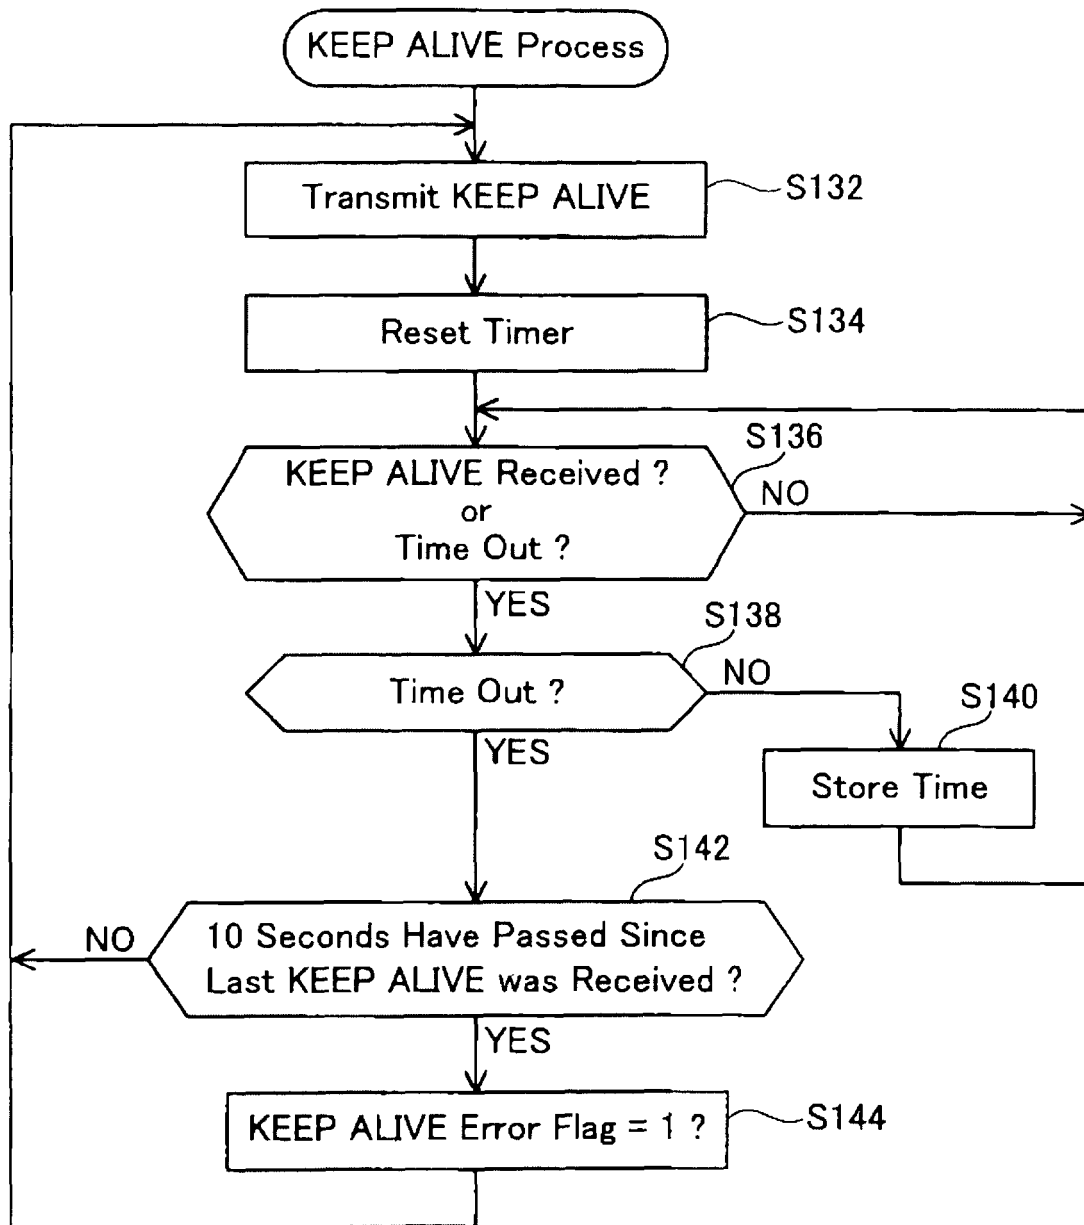 KEEP ALIVE Process
Transmit KEEP ALIVE
S132
Reset Timer
S134
KEEP ALIVE Received ?
or
Time Out ?
S136
NO
YES
Time Out ?
S138
NO
YES
S140
Store Time
S142
10 Seconds Have Passed Since
Last KEEP ALIVE was Received ?
NO
YES
KEEP ALIVE Error Flag = 1 ?
S144